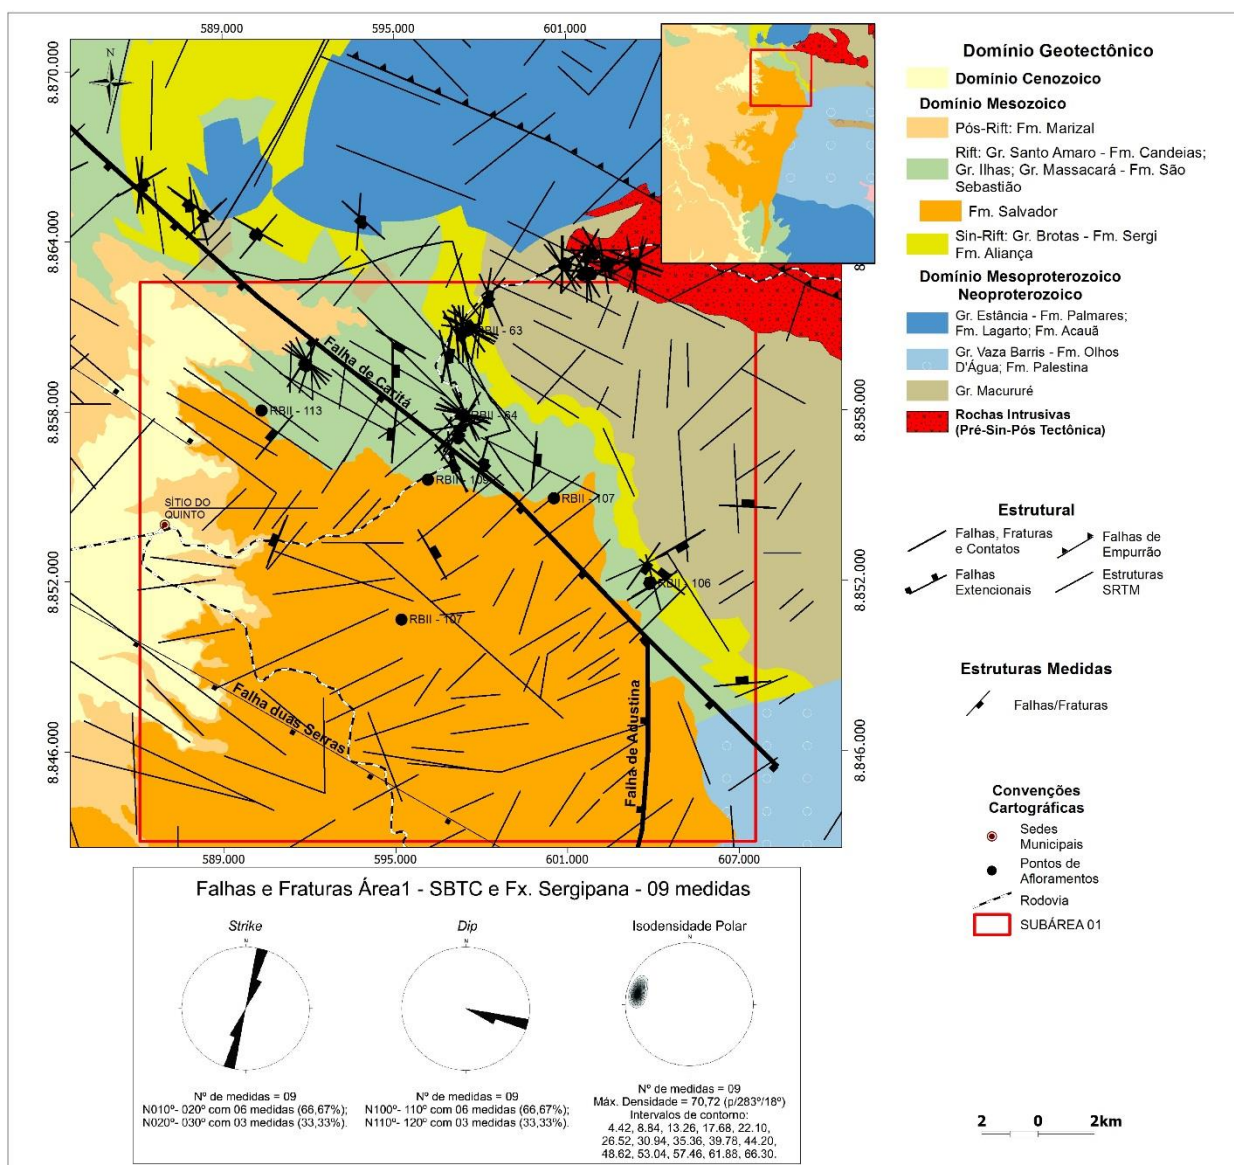 589.000
595.000
601.000
N
8.870.000
8.864.000
8.858.000
8.852.000
8.846.000
8.858.000
8.852.000
8.846.000
RBII - 63
Falha de Caritá
RBII - 113
RBII - 64
RBII - 109
RBII - 107
SÍTIO DO
QUINTO
RBII - 106
RBII - 107
Falha duas Serras
Falha de Adustina
589.000
595.000
601.000
607.000
Domínio Geotectônico
Domínio Cenozoico
Domínio Mesozoico
Pós-Rift: Fm. Marizal
Rift: Gr. Santo Amaro - Fm. Candeias;
Gr. Ilhas; Gr. Massacará - Fm. São
Sebastião
Fm. Salvador
Sin-Rift: Gr. Brotas - Fm. Sergi
Fm. Aliança
Domínio Mesoproterozoico
Neoproterozoico
Gr. Estância - Fm. Palmares;
Fm. Lagarto; Fm. Acauã
Gr. Vaza Barris - Fm. Olhos
D'Água; Fm. Palestina
Gr. Macururé
Rochas Intrusivas
(Pré-Sin-Pós Tectônica)
Estrutural
Falhas, Fraturas
e Contatos
Falhas de
Empurrão
Falhas
Extencionais
Estruturas
SRTM
Estruturas Medidas
Falhas/Fraturas
Convenções
Cartográficas
Sedes
Municipais
Pontos de
Afloramentos
Rodovia
SUBÁREA 01
2 0 2km
Falhas e Fraturas Área1 - SBTC e Fx. Sergipana - 09 medidas
Strike
N
Nº de medidas = 09
N010º- 020º com 06 medidas (66,67%);
N020º- 030º com 03 medidas (33,33%).
Dip
N
Nº de medidas = 09
N100º- 110º com 06 medidas (66,67%);
N110º- 120º com 03 medidas (33,33%).
Isodensidade Polar
N
Nº de medidas = 09
Máx. Densidade = 70,72 (p/283º/18º)
Intervalos de contorno:
4.42, 8.84, 13.26, 17.68, 22.10,
26.52, 30.94, 35.36, 39.78, 44.20,
48.62, 53.04, 57.46, 61.88, 66.30.